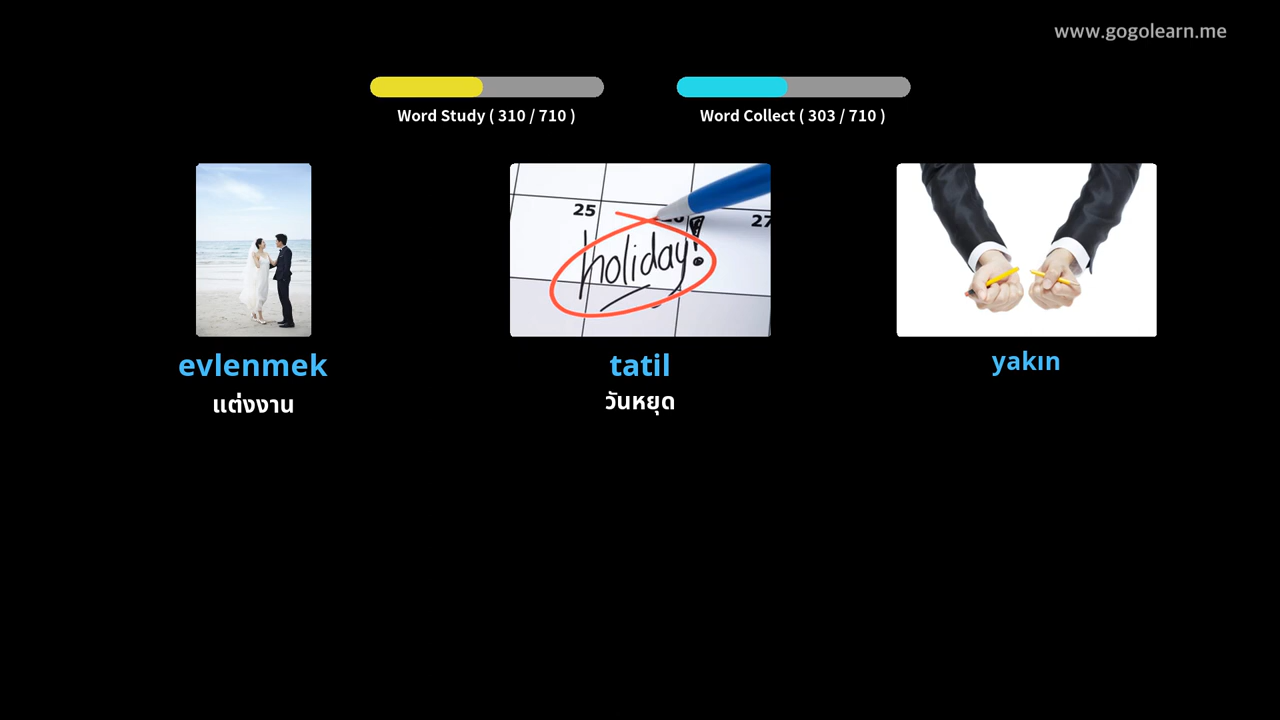 www.gogolearn.me
Word Study ( 310 / 710 )
Word Collect ( 303 / 710 )
25
27
holiday!
evlenmek
tatil
yakın
แต่งงาน
วันหยุด